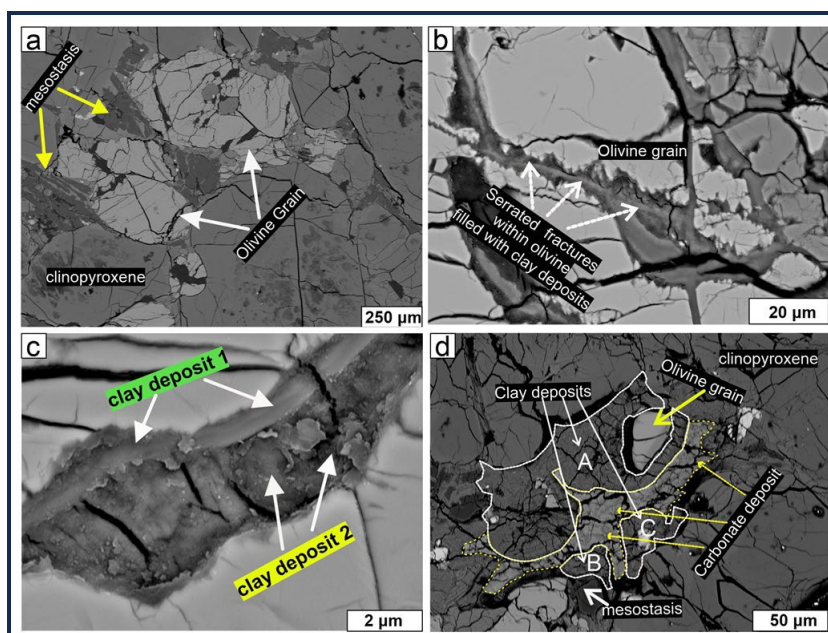 a
mesostasis
Olivine Grain
clinopyroxene
250 µm
b
Olivine grain
Serrated fractures
within olivine
filled with clay deposits
20 µm
c
clay deposit 1
clay deposit 2
2 µm
d
clinopyroxene
Olivine grain
Clay deposits
A
C
B
Carbonate deposit
mesostasis
50 µm